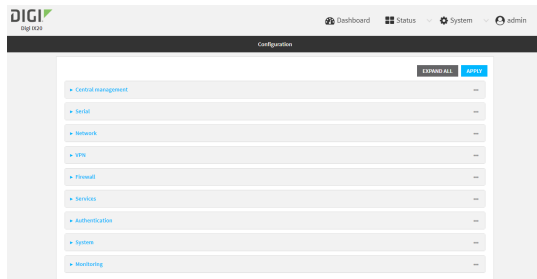 DIGI
Digi IX20
Dashboard Status System admin
Configuration
EXPAND ALL APPLY
Central management
Serial
Network
VPN
Firewall
Services
Authentication
System
Monitoring